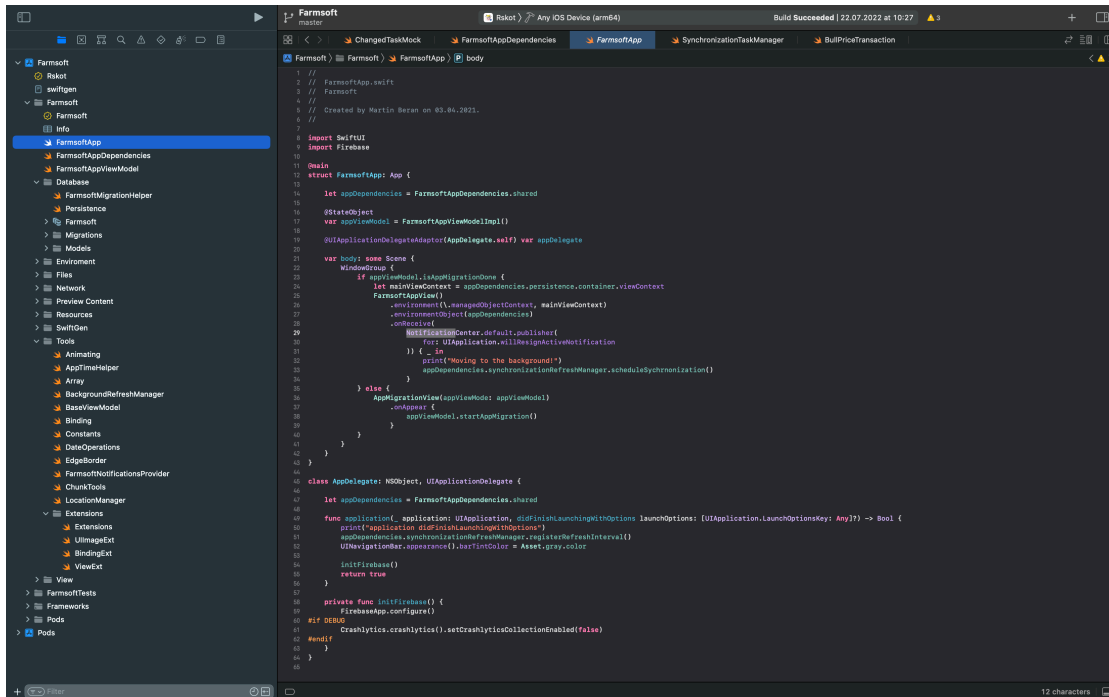 Farmsoft
master
Rskot 〉 Any iOS Device (arm64)
Build Succeeded | 22.07.2022 at 10:27
3
ChangedTaskMock
FarmsoftAppDependencies
FarmsoftApp
SynchronizationTaskManager
BullPriceTransaction
Farmsoft 〉 Farmsoft 〉 FarmsoftApp 〉 P body
Farmsoft
Rskot
swiftgen
Farmsoft
Farmsoft
Info
FarmsoftApp
FarmsoftAppDependencies
FarmsoftAppViewModel
Database
FarmsoftMigrationHelper
Persistence
Farmsoft
Migrations
Models
Enviroment
Files
Network
Preview Content
Resources
SwiftGen
Tools
Animating
AppTimeHelper
Array
BackgroundRefreshManager
BaseViewModel
Binding
Constants
DateOperations
EdgeBorder
FarmsoftNotificationsProvider
ChunkTools
LocationManager
Extensions
Extensions
UIImageExt
BindingExt
ViewExt
View
FarmsoftTests
Frameworks
Pods
Pods
Filter
1 //
2 // FarmsoftApp.swift
3 // Farmsoft
4 //
5 // Created by Martin Beran on 03.04.2021.
6 //
7
8 import SwiftUI
9 import Firebase
10
11 @main
12 struct FarmsoftApp: App {
13
14 let appDependencies = FarmsoftAppDependencies.shared
15
16 @StateObject
17 var appViewModel = FarmsoftAppViewModelImpl()
18
19 @UIApplicationDelegateAdaptor(AppDelegate.self) var appDelegate
20
21 var body: some Scene {
22 WindowGroup {
23 if appViewModel.isAppMigrationDone {
24 let mainViewContext = appDependencies.persistence.container.viewContext
25 FarmsoftAppView()
26 .environment(\.managedObjectContext, mainViewContext)
27 .environmentObject(appDependencies)
28 .onReceive(
29 NotificationCenter.default.publisher(
30 for: UIApplication.willResignActiveNotification
31 )) { _ in
32 print("Moving to the background!")
33 appDependencies.synchronizationRefreshManager.scheduleSychrnonization()
34 }
35 } else {
36 AppMigrationView(appViewMode: appViewModel)
37 .onAppear {
38 appViewModel.startAppMigration()
39 }
40 }
41 }
42 }
43 }
44
45 class AppDelegate: NSObject, UIApplicationDelegate {
46
47 let appDependencies = FarmsoftAppDependencies.shared
48
49 func application(_ application: UIApplication, didFinishLaunchingWithOptions launchOptions: [UIApplication.LaunchOptionsKey: Any]?) -> Bool {
50 print("application didFinishLaunchingWithOptions")
51 appDependencies.synchronizationRefreshManager.registerRefreshInterval()
52 UINavigationBar.appearance().barTintColor = Asset.gray.color
53
54 initFirebase()
55 return true
56 }
57
58 private func initFirebase() {
59 FirebaseApp.configure()
60 #if DEBUG
61 Crashlytics.crashlytics().setCrashlyticsCollectionEnabled(false)
62 #endif
63 }
64 }
65
12 characters